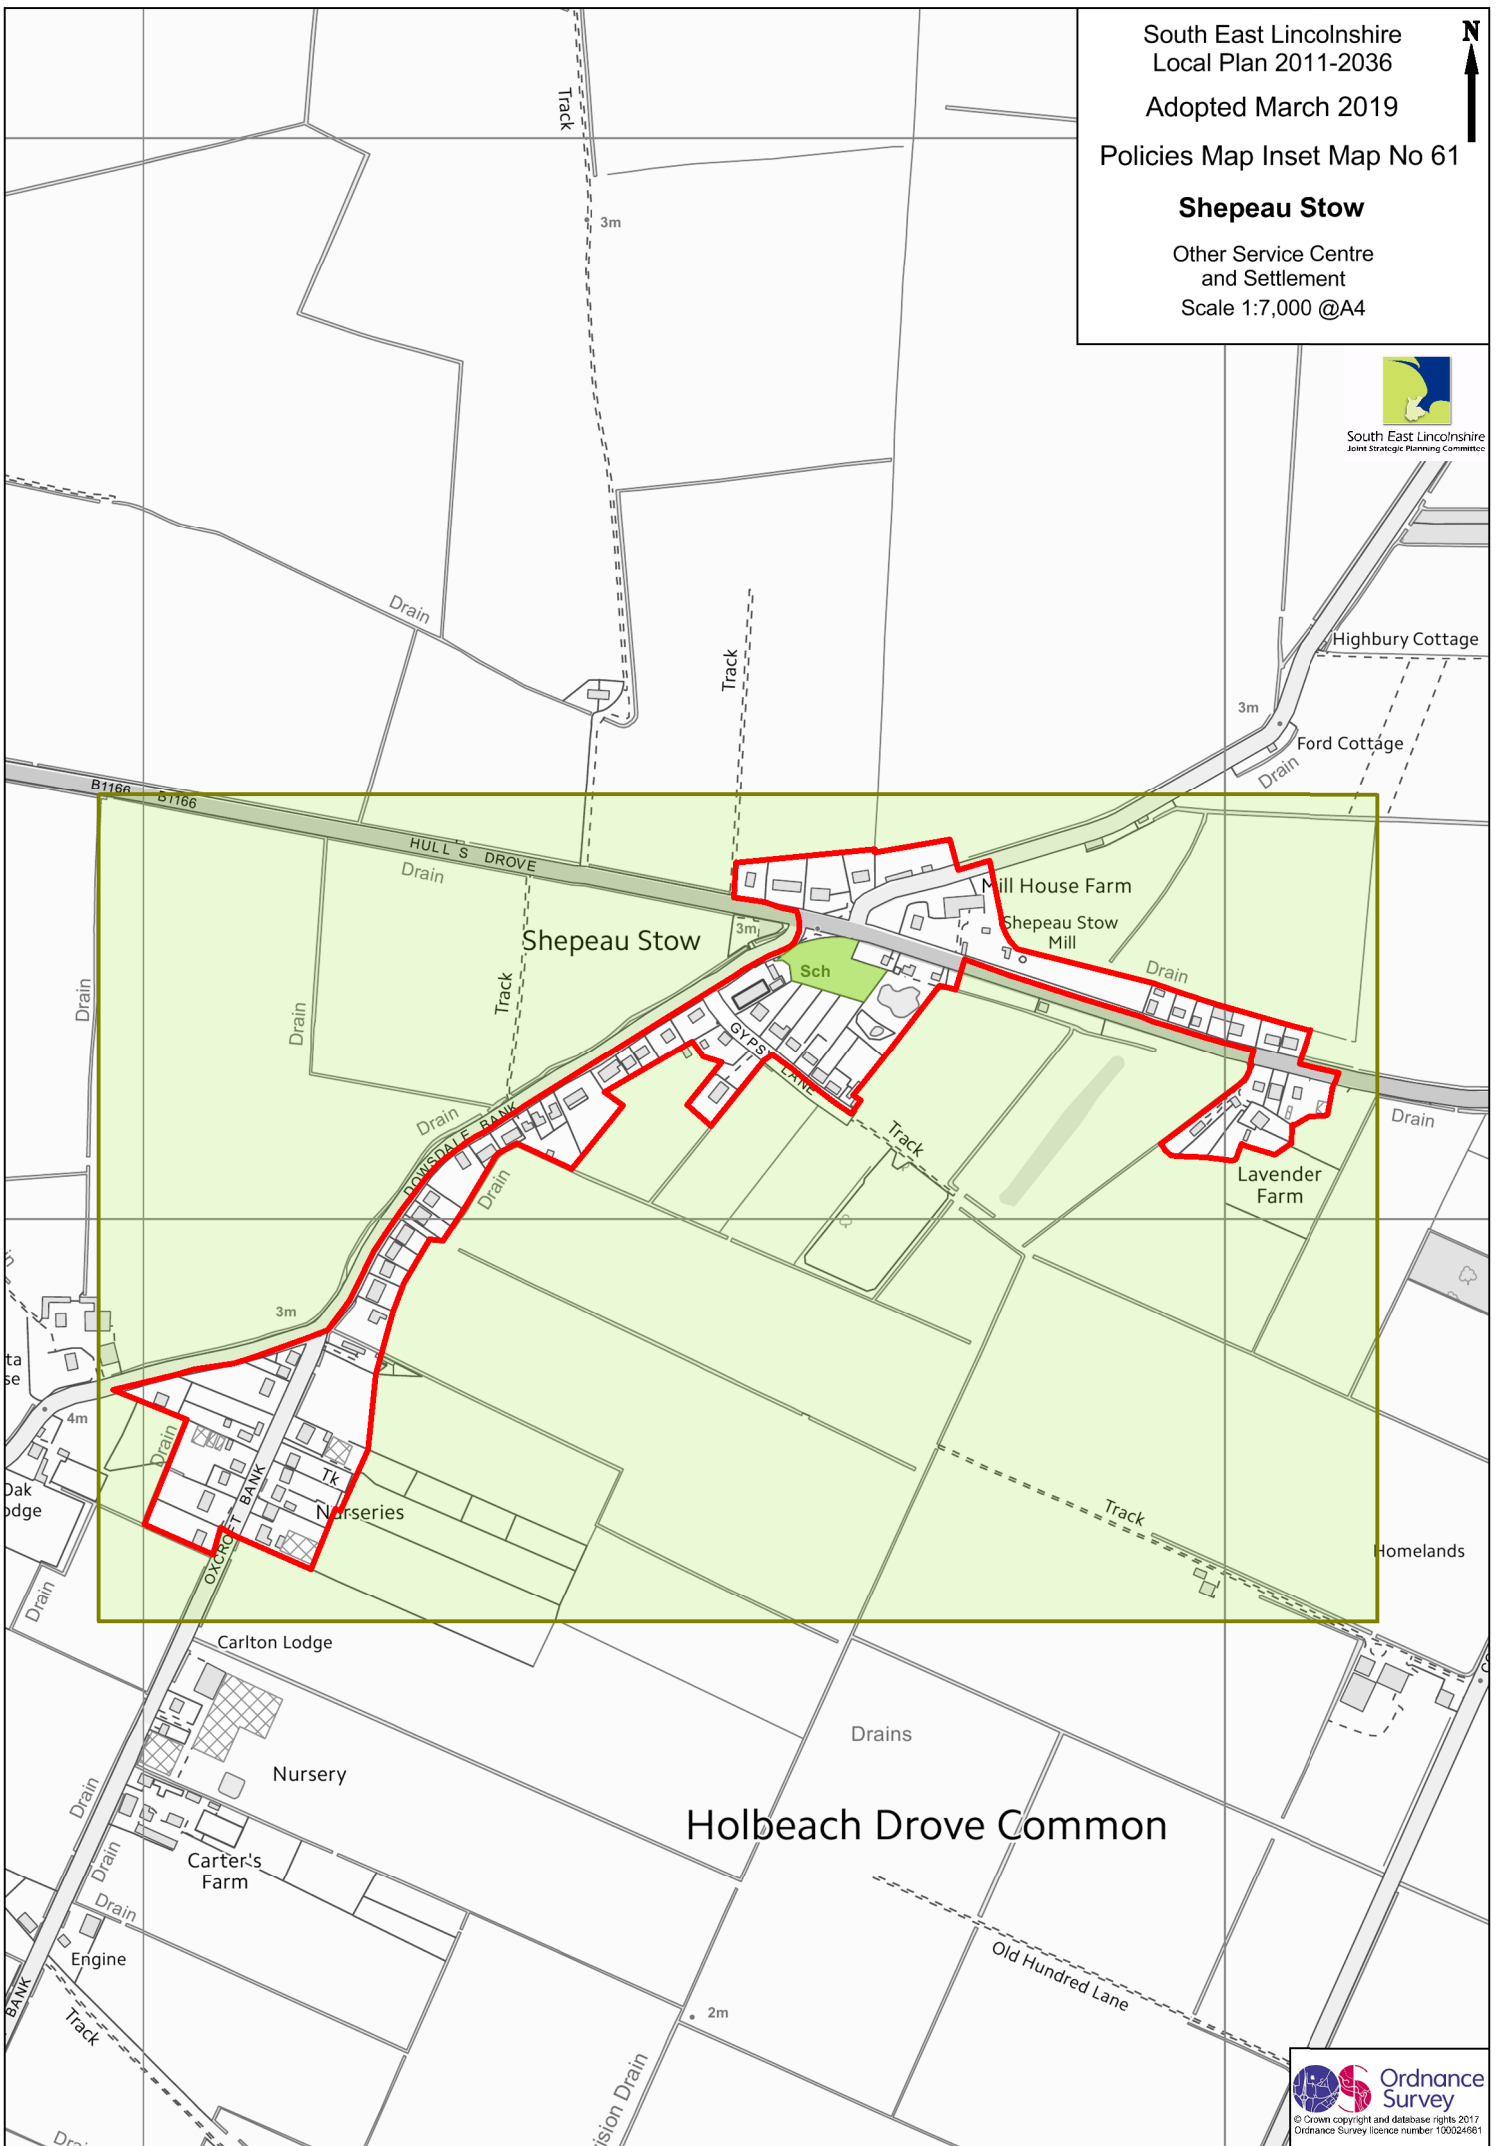 South East Lincolnshire
Local Plan 2011-2036
Adopted March 2019
Policies Map Inset Map No 61
Shepeau Stow
Other Service Centre
and Settlement
Scale 1:7,000 @A4
N
South East Lincolnshire
Joint Strategic Planning Committee
Track
3m
Drain
Track
Highbury Cottage
3m
Ford Cottage
Drain
B1166
B1166
HULL'S DROVE
Drain
Mill House Farm
Shepeau Stow
Mill
3m
Shepeau Stow
Sch
Drain
Track
Drain
Drain
GYPSY LANE
Drain
DOWSDALE BANK
Track
Drain
Drain
Lavender
Farm
3m
4m
Drain
Tk
Nurseries
OXCROFT BANK
Oak
Track
Homelands
Drain
Carlton Lodge
Drains
Nursery
Holbeach Drove Common
Drain
Carter's
Farm
Drain
Drain
Engine
Old Hundred Lane
BANK
Track
2m
ision Drain
Ordnance
Survey
© Crown copyright and database rights 2017
Ordnance Survey licence number 100024661